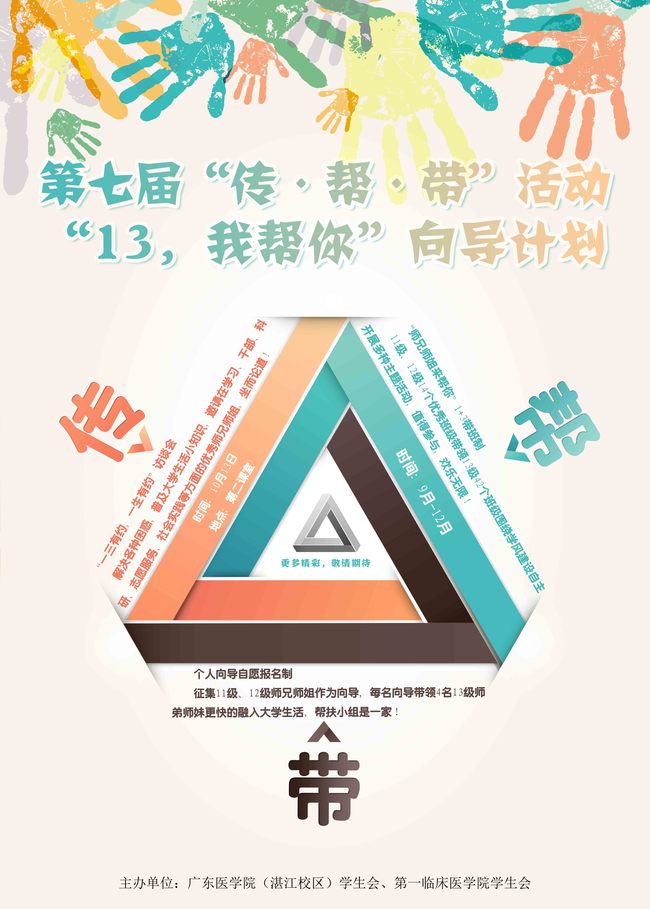 第七届“传·帮·带”活动
“13，我帮你”向导计划
传
“一三有约，一生有约”访谈会
解决各种困惑，普及大学生活小知识，邀请在学习、干部、科
研、志愿服务、社会实践等方面的优秀师兄师姐，坐而论道！
时间：10月13日
地点：第二课室
帮
“师兄师姐来帮你”1+3带班制
11级、12级14个优秀班级带领13级42个班级围绕学风建设自主
开展多种主题活动，值得参与，欢乐无限！
时间：9月-12月
更多精彩，敬请期待
个人向导自愿报名制
征集11级、12级师兄师姐作为向导，每名向导带领4名13级师
弟师妹更快的融入大学生活，帮扶小组是一家！
带
主办单位：广东医学院（湛江校区）学生会、第一临床医学院学生会